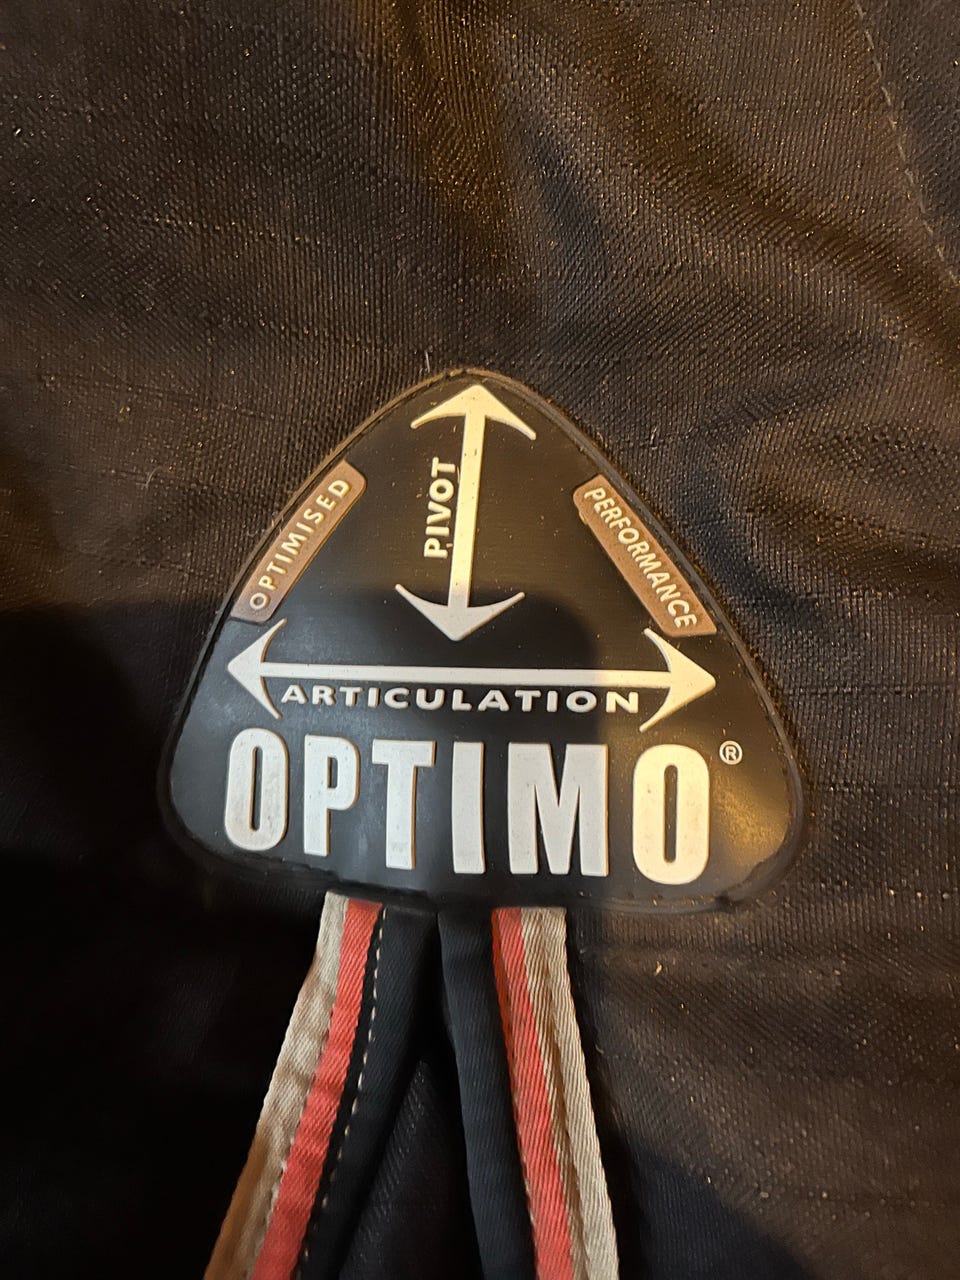 PIVOT
OPTIMISED
PERFORMANCE
ARTICULATION
OPTIMO®